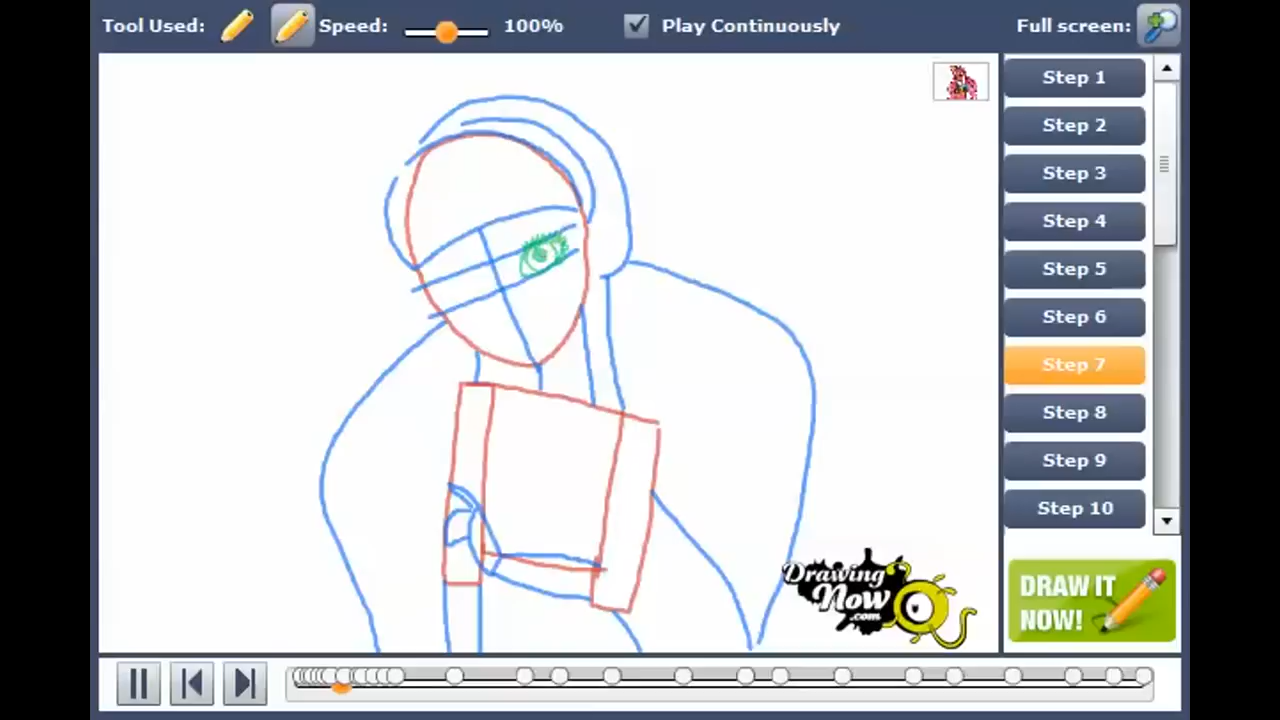 Tool Used:
Speed:
100%
Play Continuously
Full screen:
Step 1
Step 2
Step 3
Step 4
Step 5
Step 6
Step 7
Step 8
Step 9
Step 10
Drawing
Now
.com
DRAW IT
NOW!